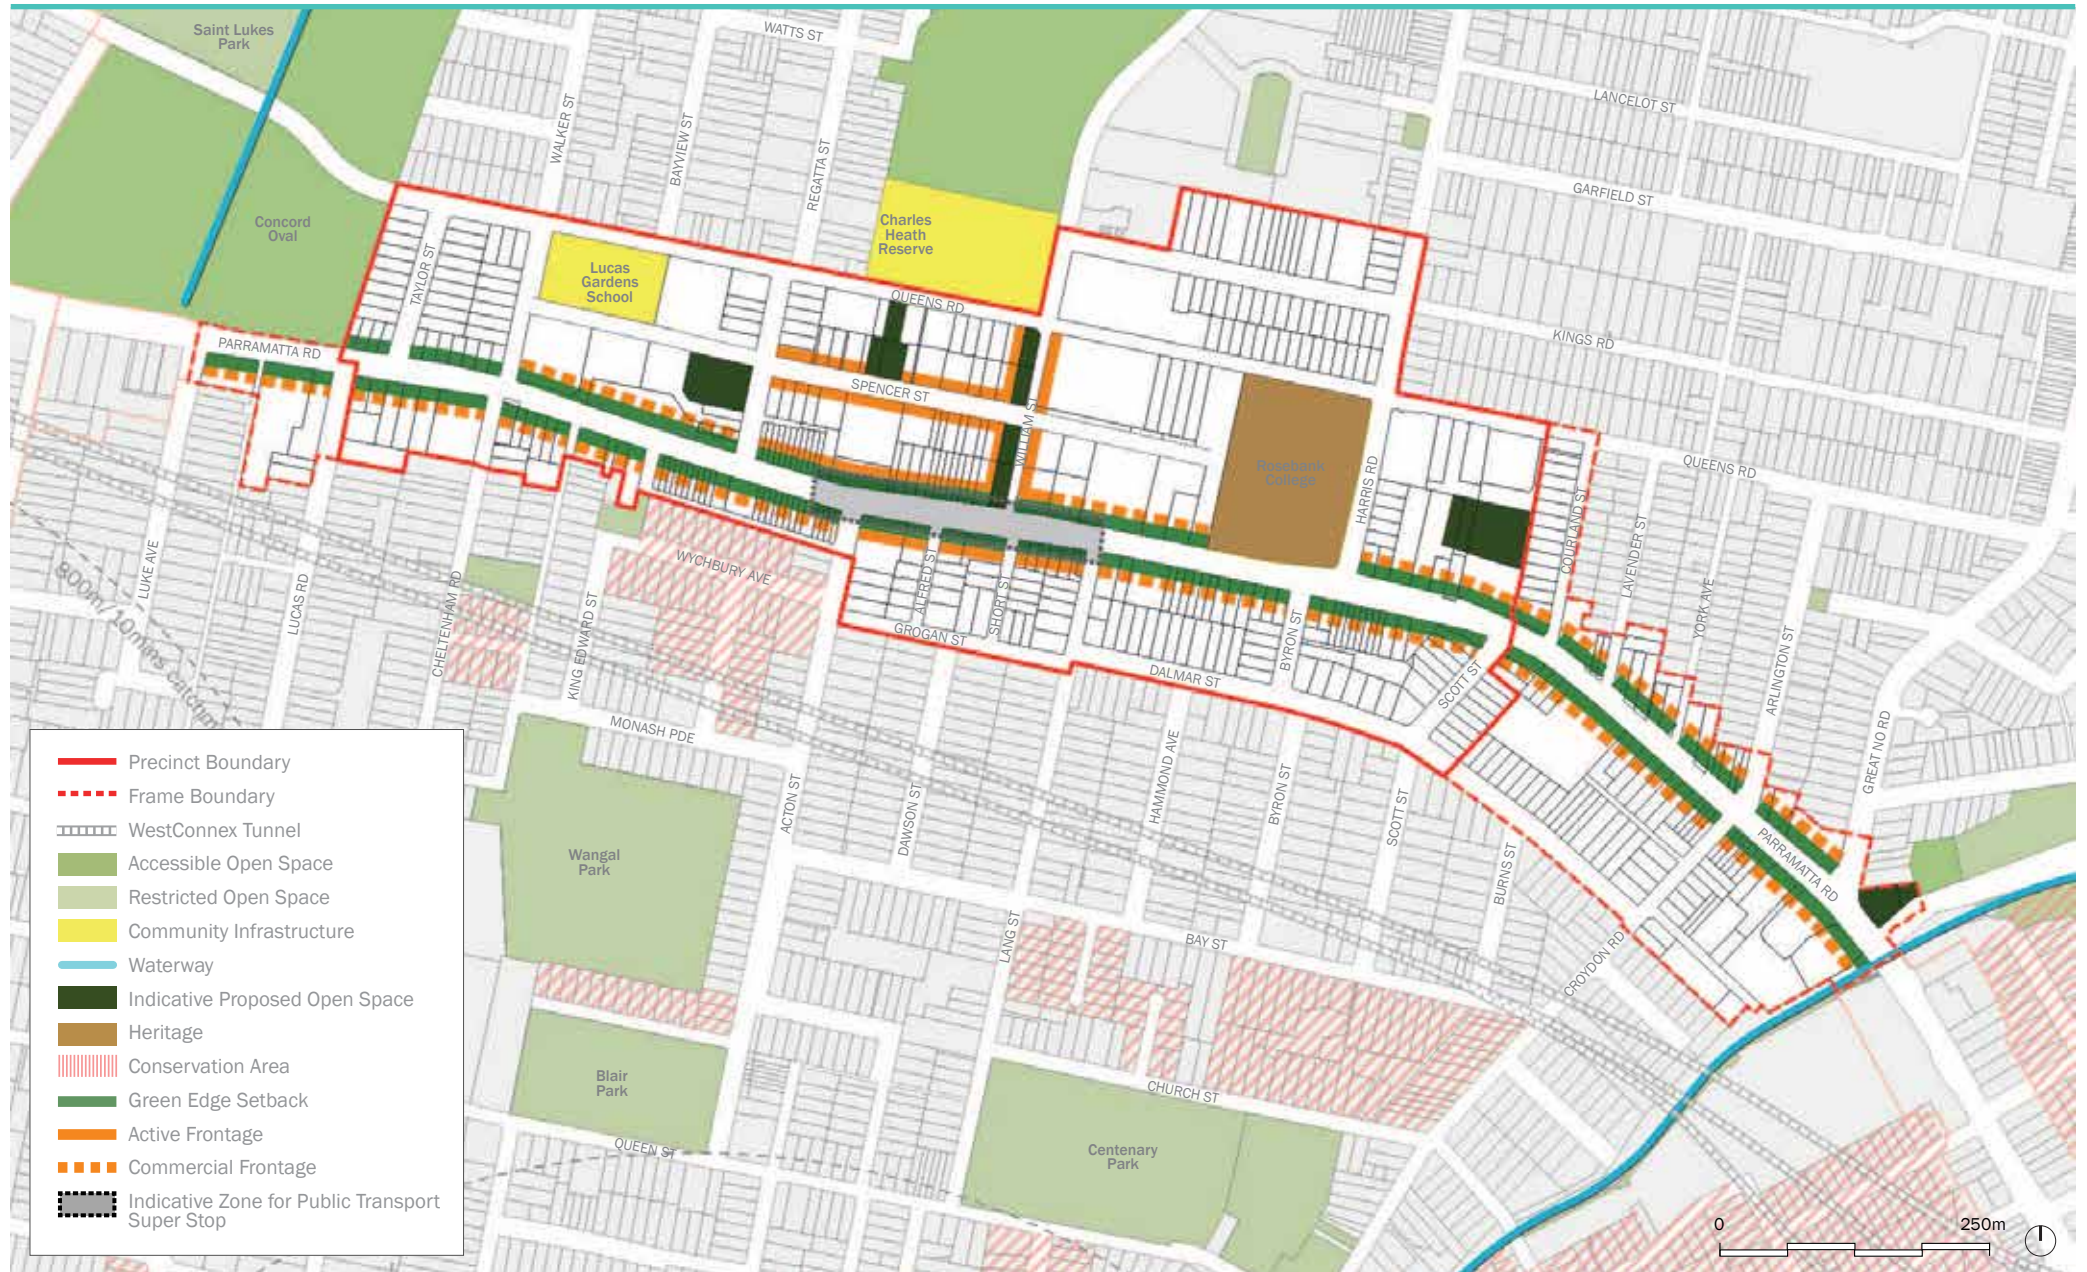 Saint Lukes
Park
WATTS ST
LANCELOT ST
WALKER ST
BAYVIEW ST
REGATTA ST
GARFIELD ST
Concord
Oval
Charles
Heath
Reserve
TAYLOR ST
Lucas
Gardens
School
QUEENS RD
KINGS RD
PARRAMATTA RD
SPENCER ST
WILLIAM ST
Rosebank
College
HARRIS RD
QUEENS RD
COURLAND ST
LAVENDER ST
YORK AVE
ARLINGTON ST
GREAT NO RD
WYCHBURY AVE
ALFRED ST
SHORT ST
GROGAN ST
BYRON ST
DALMAR ST
SCOTT ST
LUKE AVE
LUCAS RD
CHELTENHAM RD
KING EDWARD ST
800m/10mins catchm
MONASH PDE
ACTON ST
DAWSON ST
HAMMOND AVE
BYRON ST
SCOTT ST
BURNS ST
PARRAMATTA RD
Wangal
Park
LANG ST
BAY ST
CROYDON RD
Blair
Park
CHURCH ST
QUEEN ST
Centenary
Park
Precinct Boundary
Frame Boundary
WestConnex Tunnel
Accessible Open Space
Restricted Open Space
Community Infrastructure
Waterway
Indicative Proposed Open Space
Heritage
Conservation Area
Green Edge Setback
Active Frontage
Commercial Frontage
Indicative Zone for Public Transport
Super Stop
0 250m